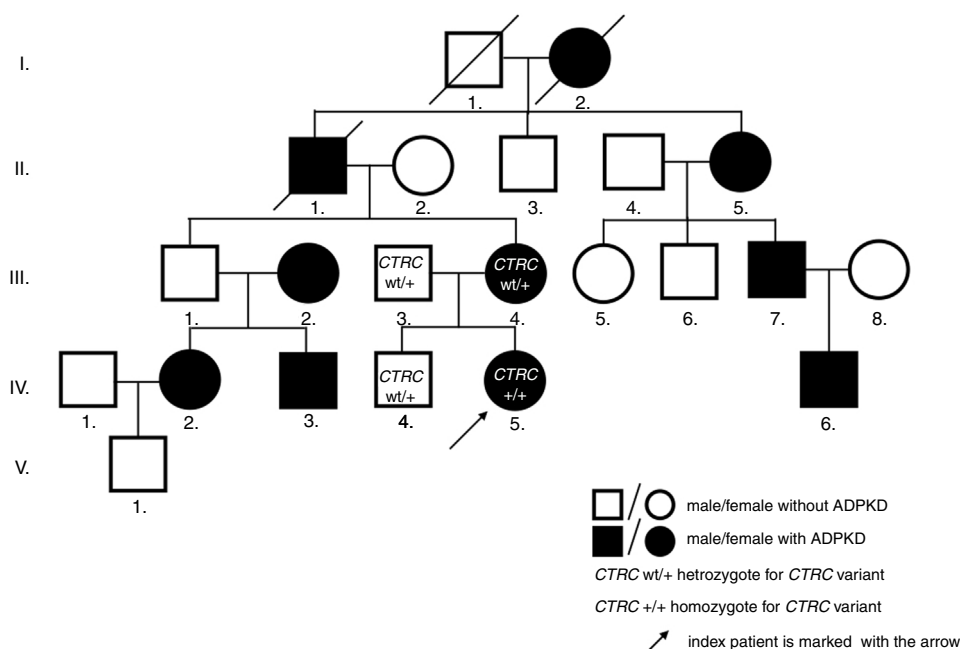 I.
1. 2.
II.
1. 2. 3. 4. 5.
III.
CTRC CTRC
wt/+ wt/+
1. 2. 3. 4. 5. 6. 7. 8.
IV.
CTRC CTRC
wt/+ +/+
1. 2. 3. 4. 5. 6.
V.
1.
/ male/female without ADPKD
/ male/female with ADPKD
CTRC wt/+ hetrozygote for CTRC variant
CTRC +/+ homozygote for CTRC variant
index patient is marked with the arrow